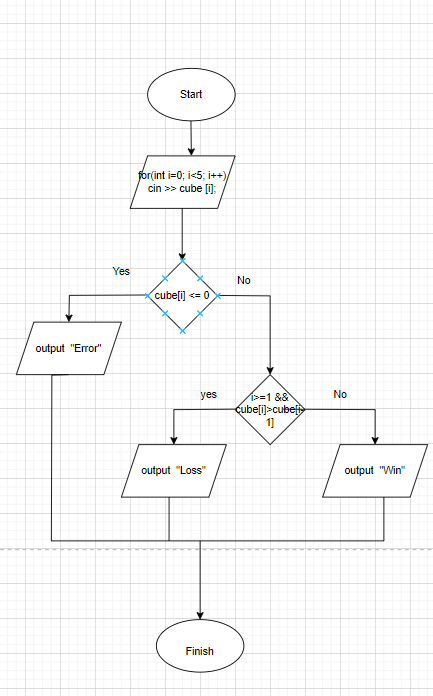 Start
for(int i=0; i<5; i++)
cin >> cube [i];
Yes
No
cube[i] <= 0
output "Error"
yes
i>=1 &&
cube[i]>cube[i-
1]
No
output "Loss"
output "Win"
Finish